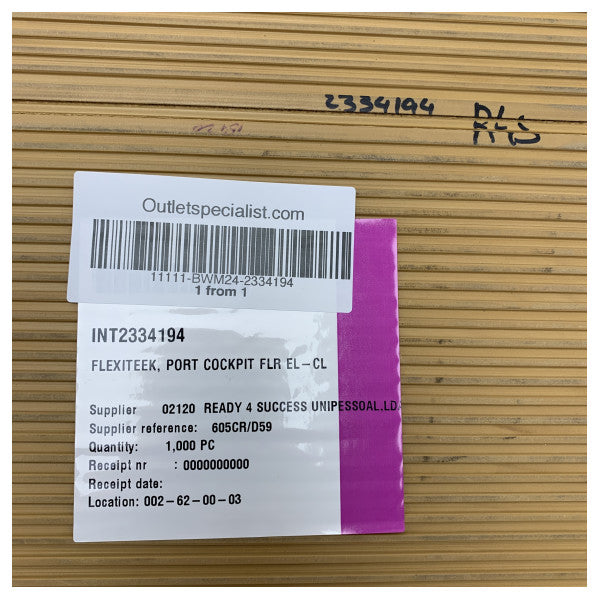 2334194
Outletspecialist.com
11111-BWM24-2334194
1 from 1
INT2334194
FLEXITEEK, PORT COCKPIT FLR EL-CL
Supplier 02120 READY 4 SUCCESS UNIPESSOAL,LD
Supplier reference: 605CR/D59
Quantity: 1,000 PC
Receipt nr : 0000000000
Receipt date:
Location: 002-62-00-03